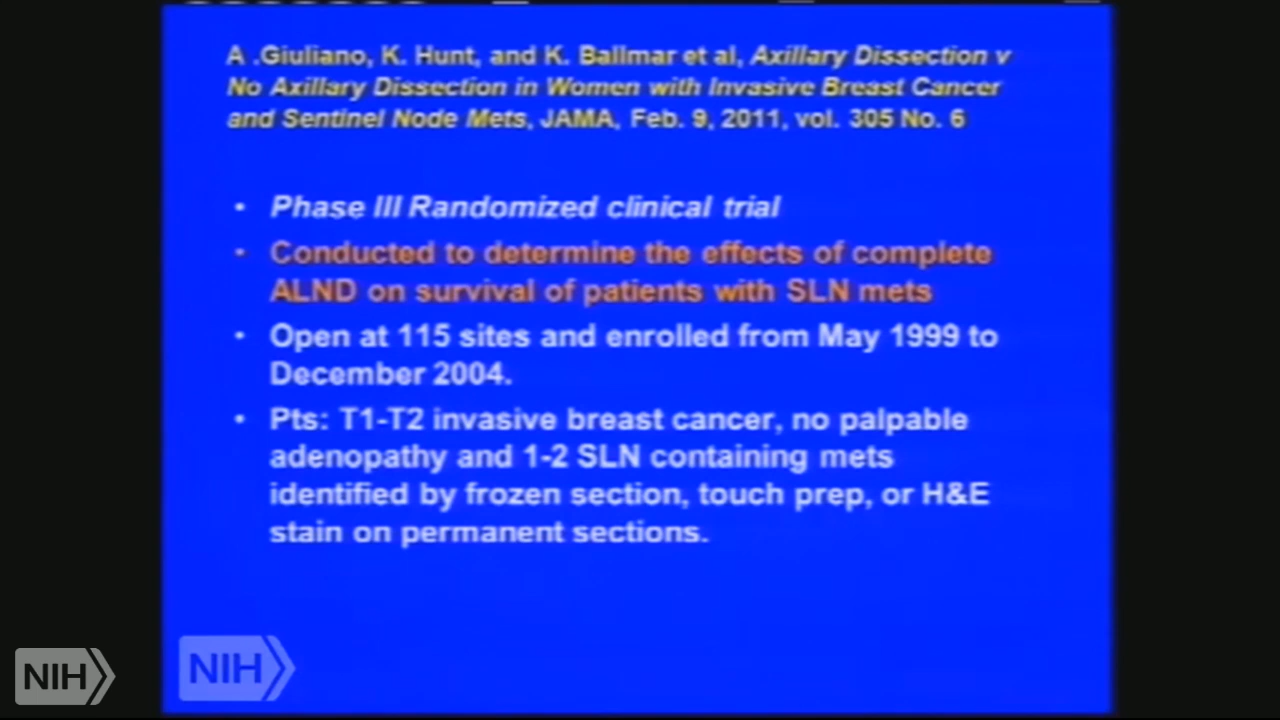 A .Giuliano, K. Hunt, and K. Ballmar et al, Axillary Dissection v
No Axillary Dissection in Women with Invasive Breast Cancer
and Sentinel Node Mets, JAMA, Feb. 9, 2011, vol. 305 No. 6
• Phase III Randomized clinical trial
• Conducted to determine the effects of complete
ALND on survival of patients with SLN mets
• Open at 115 sites and enrolled from May 1999 to
December 2004.
• Pts: T1-T2 invasive breast cancer, no palpable
adenopathy and 1-2 SLN containing mets
identified by frozen section, touch prep, or H&E
stain on permanent sections.
NIH
NIH